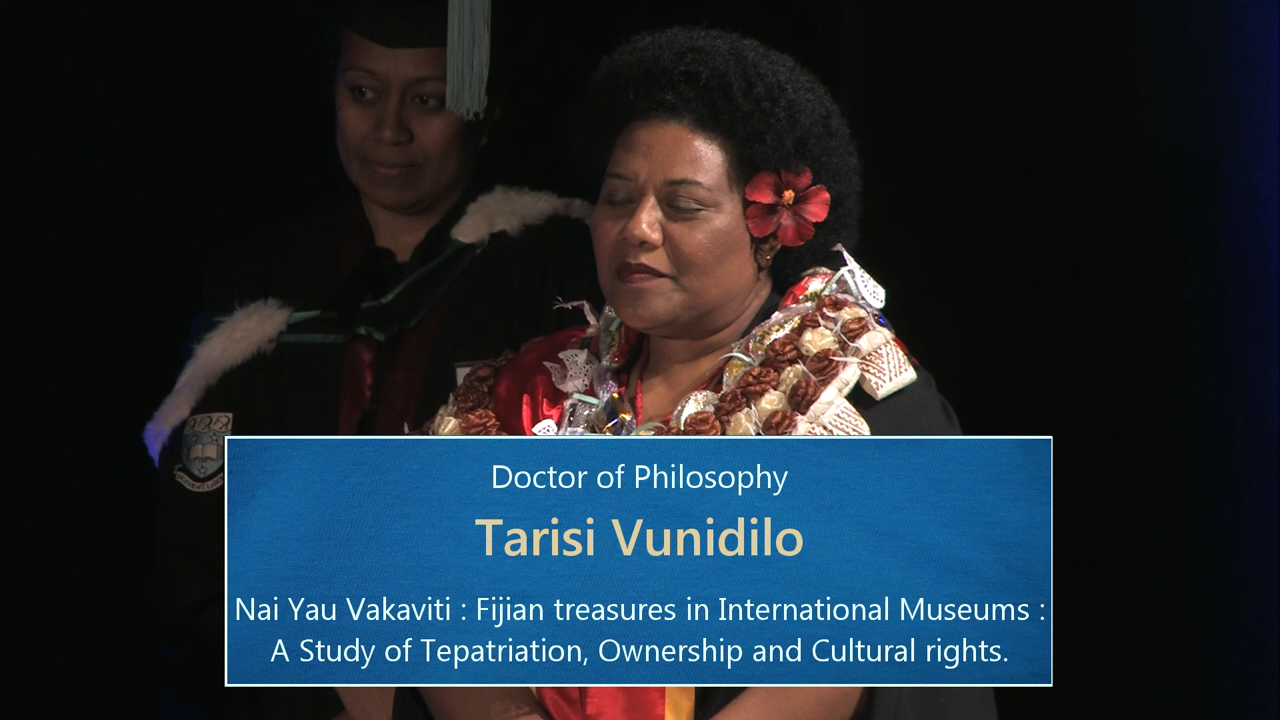 Doctor of Philosophy
Tarisi Vunidilo
Nai Yau Vakaviti : Fijian treasures in International Museums :
A Study of Tepatriation, Ownership and Cultural rights.